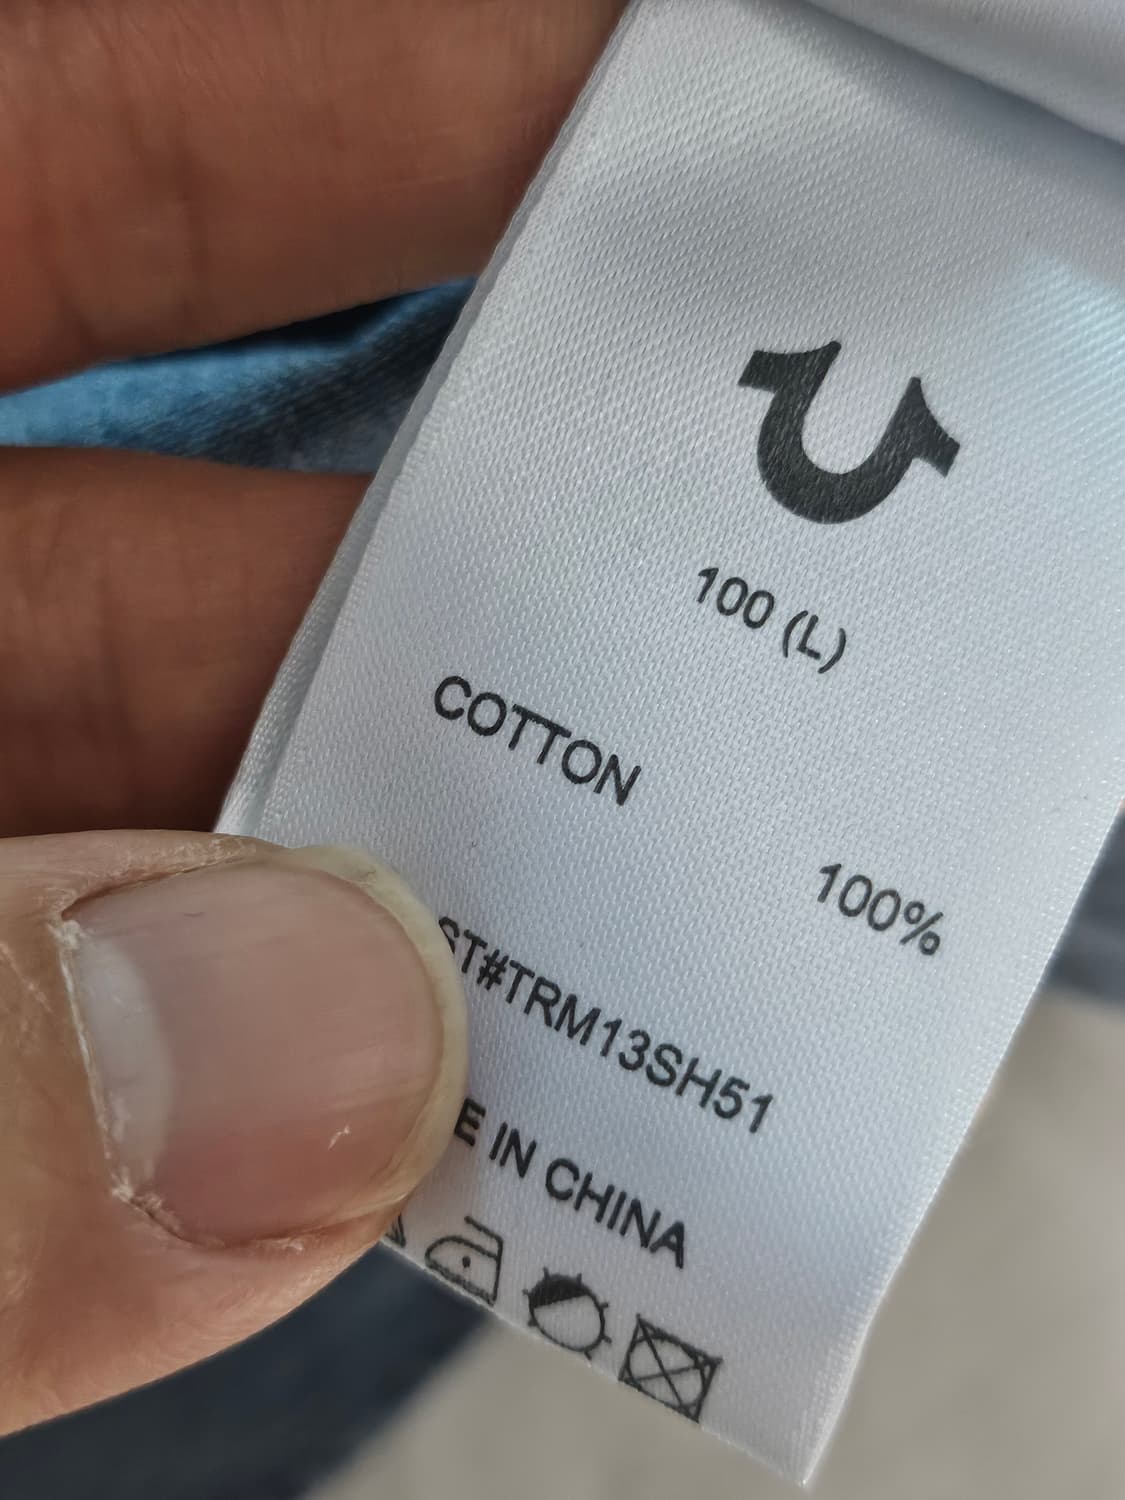 100 (L)
COTTON
100%
ST#TRM13SH51
E IN CHINA